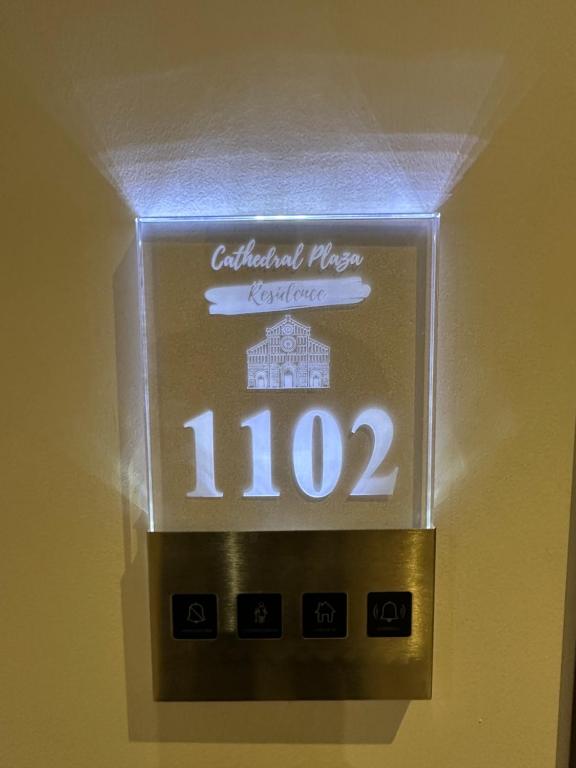 Cathedral Plaza
Residence
1102